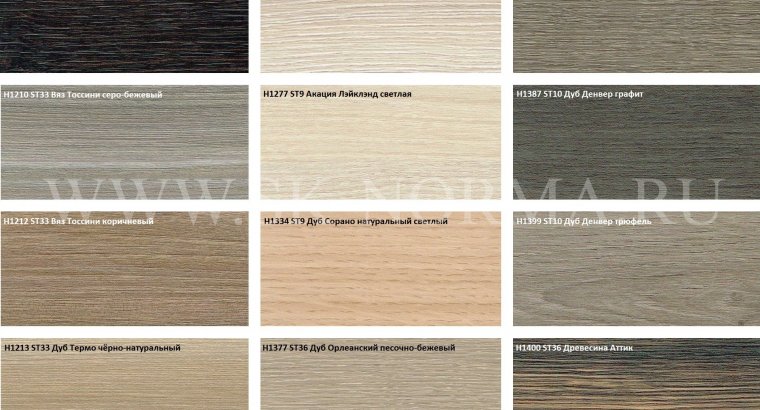 H1210 ST33 Вяз Тоссини серо-бежевый
H1277 ST9 Акация Лэйклэнд светлая
H1387 ST10 Дуб Денвер графит
WWW.SK-NORMA.RU
H1212 ST33 Вяз Тоссини коричневый
H1334 ST9 Дуб Сорано натуральный светлый
H1399 ST10 Дуб Денвер трюфель
H1213 ST33 Дуб Термо чёрно-натуральный
H1377 ST36 Дуб Орлеанский песочно-бежевый
H1400 ST36 Древесина Аттик